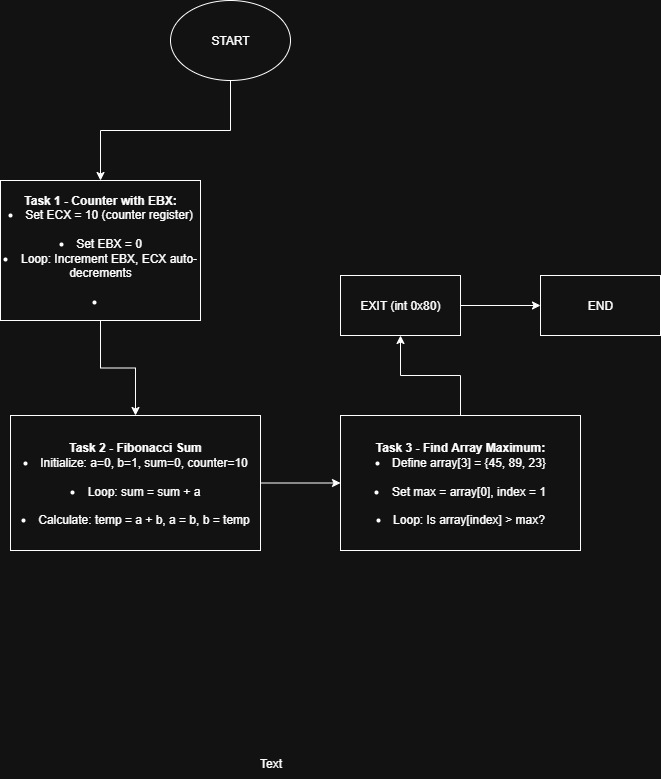 START
Task 1 - Counter with EBX:
• Set ECX = 10 (counter register)
• Set EBX = 0
• Loop: Increment EBX, ECX auto-
decrements
•
EXIT (int 0x80)
END
Task 2 - Fibonacci Sum
• Initialize: a=0, b=1, sum=0, counter=10
• Loop: sum = sum + a
• Calculate: temp = a + b, a = b, b = temp
Task 3 - Find Array Maximum:
• Define array[3] = {45, 89, 23}
• Set max = array[0], index = 1
• Loop: Is array[index] > max?
Text